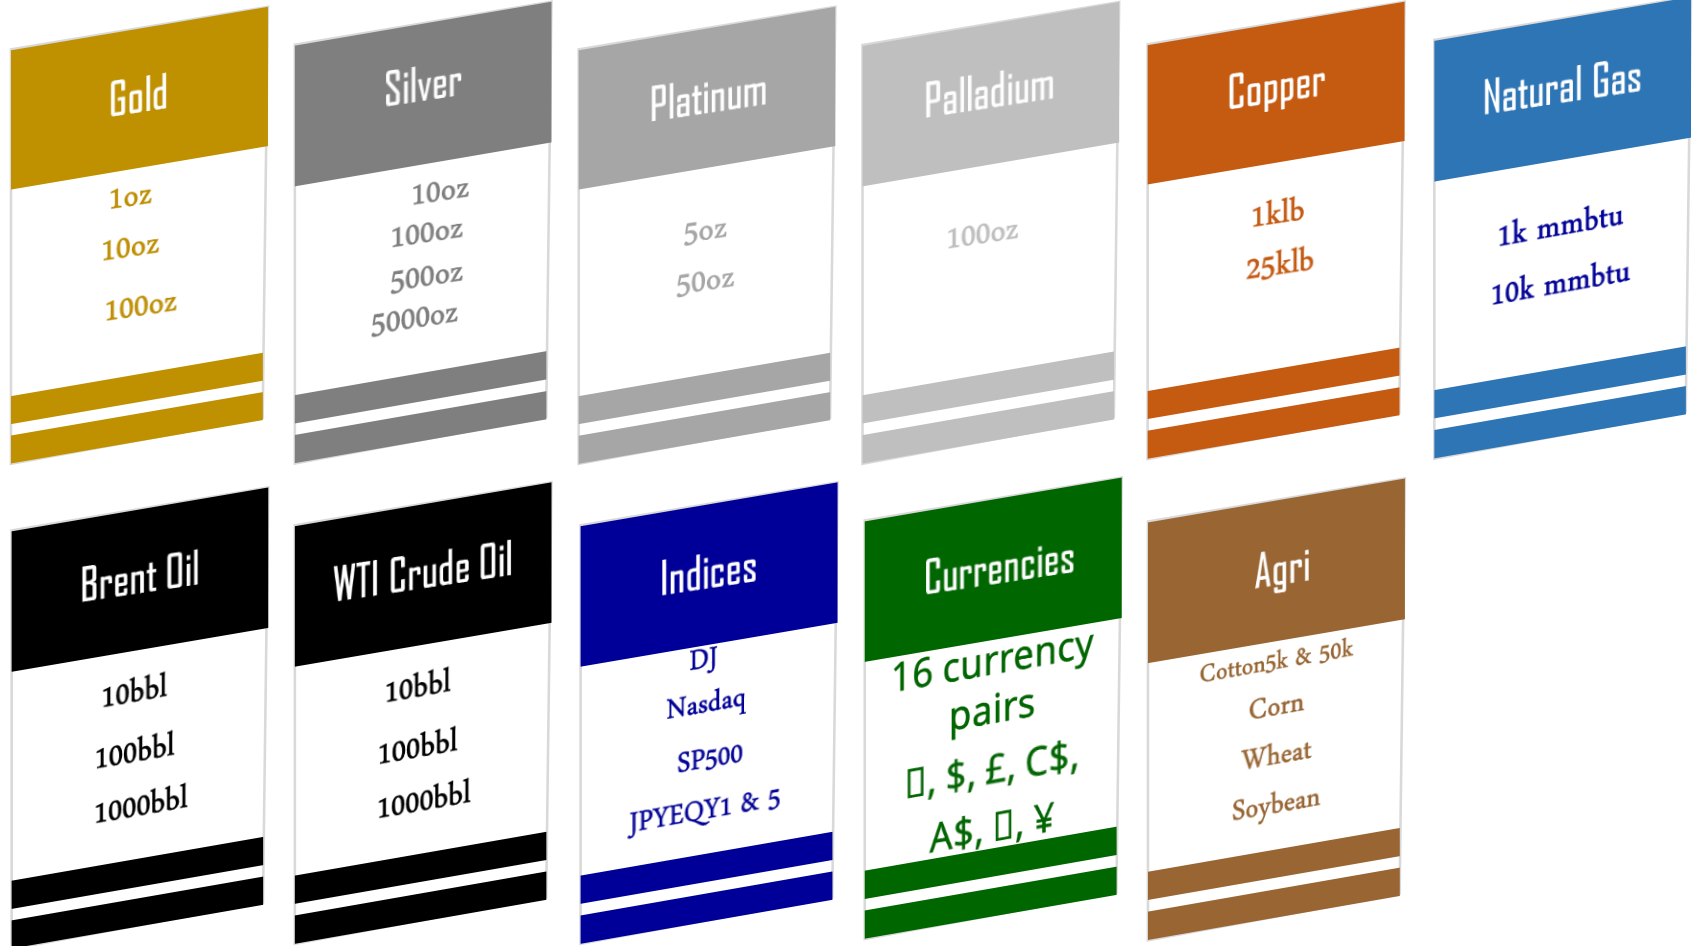 Gold
1oz
10oz
100oz
Silver
10oz
100oz
500oz
5000oz
Platinum
5oz
50oz
Palladium
100oz
Copper
1klb
25klb
Natural Gas
1k mmbtu
10k mmbtu
Brent Oil
10bbl
100bbl
1000bbl
WTI Crude Oil
10bbl
100bbl
1000bbl
Indices
DJ
Nasdaq
SP500
JPYEQY1 & 5
Currencies
16 currency
pairs
▯, $, £, C$,
A$, ▯, ¥
Agri
Cotton5k & 50k
Corn
Wheat
Soybean